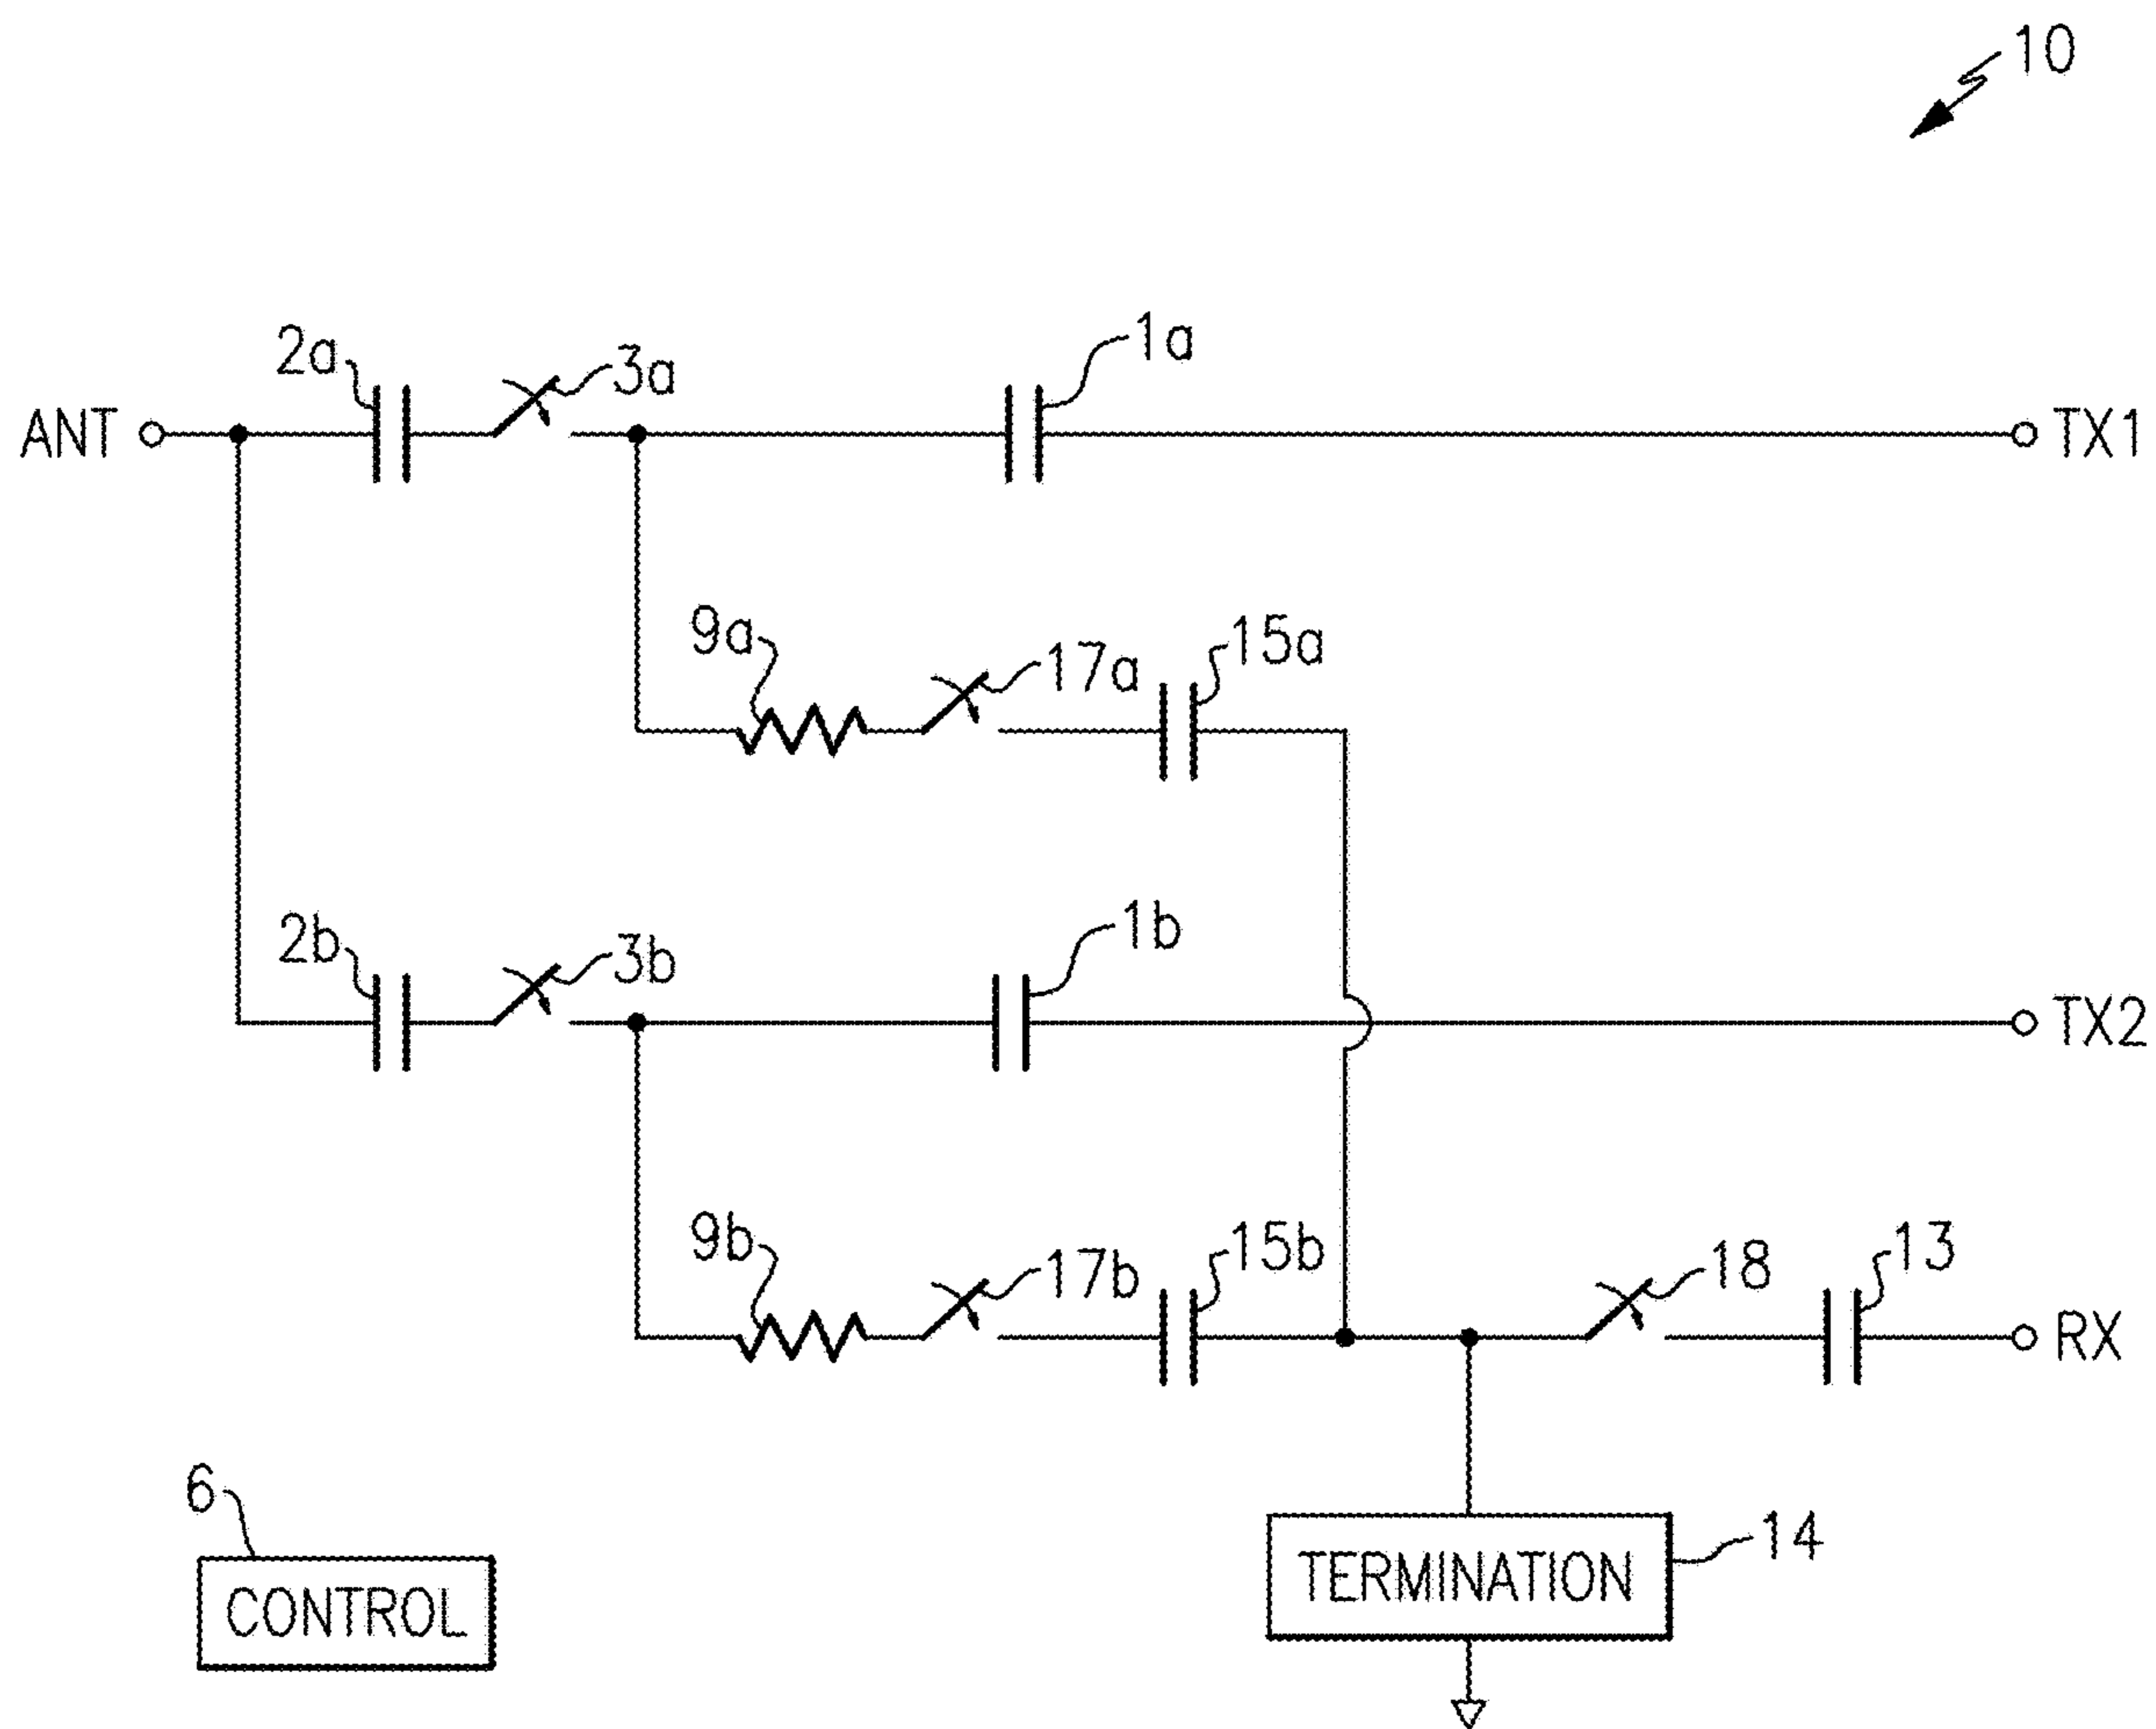 10
2a
3a
1a
ANT
TX1
9a
17a
15a
2b
3b
1b
TX2
9b
17b
15b
18
13
RX
6
CONTROL
TERMINATION
14